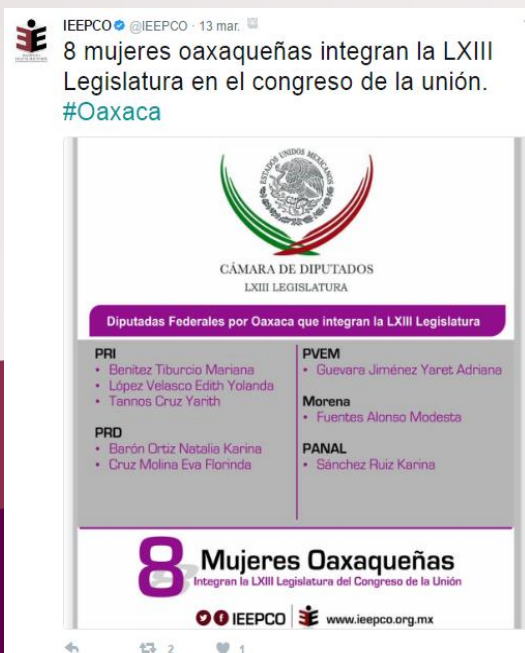 IEEPCO @IEEPCO · 13 mar.
8 mujeres oaxaqueñas integran la LXIII
Legislatura en el congreso de la unión.
#Oaxaca
ESTADOS UNIDOS MEXICANOS
CÁMARA DE DIPUTADOS
LXIII LEGISLATURA
Diputadas Federales por Oaxaca que integran la LXIII Legislatura
PRI
• Benitez Tiburcio Mariana
• López Velasco Edith Yolanda
• Tannos Cruz Yarith
PRD
• Barón Ortiz Natalia Karina
• Cruz Molina Eva Florinda
PVEM
• Guevara Jiménez Yaret Adriana
Morena
• Fuentes Alonso Modesta
PANAL
• Sánchez Ruiz Karina
8 Mujeres Oaxaqueñas
Integran la LXIII Legislatura del Congreso de la Unión
IEEPCO www.ieepco.org.mx
2 1